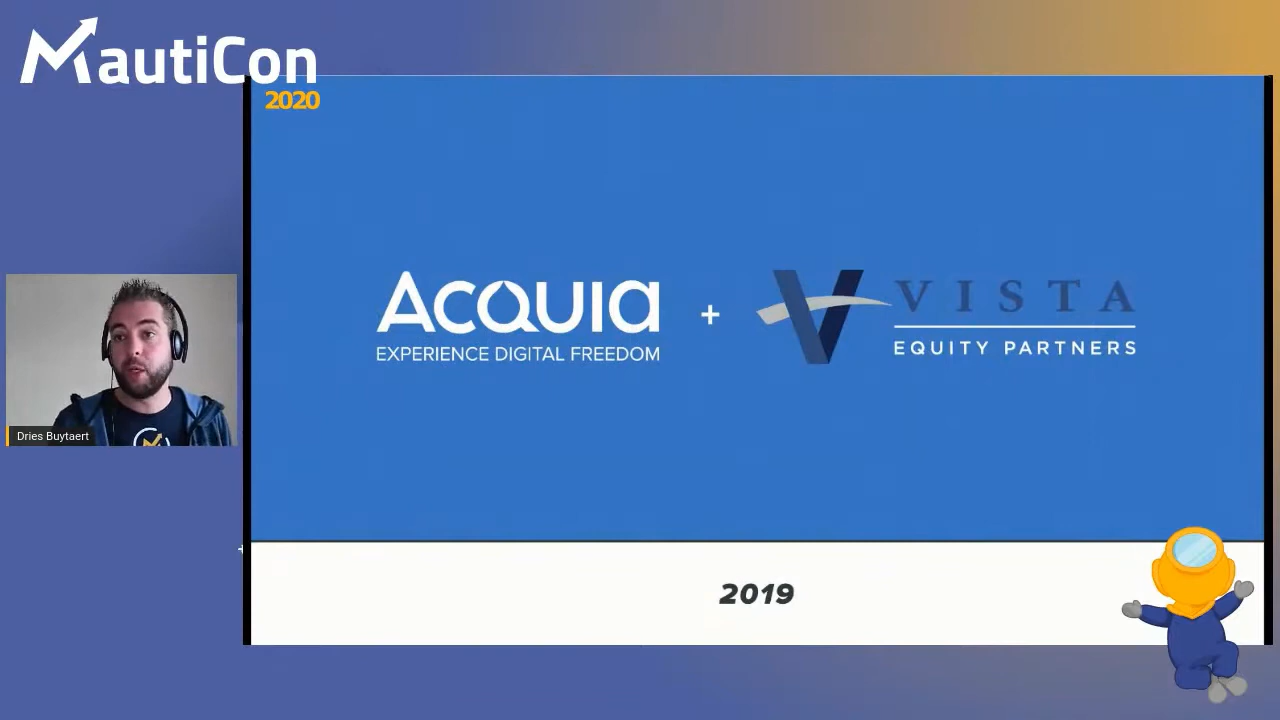 MautiCon
2020
ACQUIA
EXPERIENCE DIGITAL FREEDOM
+
VISTA
EQUITY PARTNERS
Dries Buytaert
2019